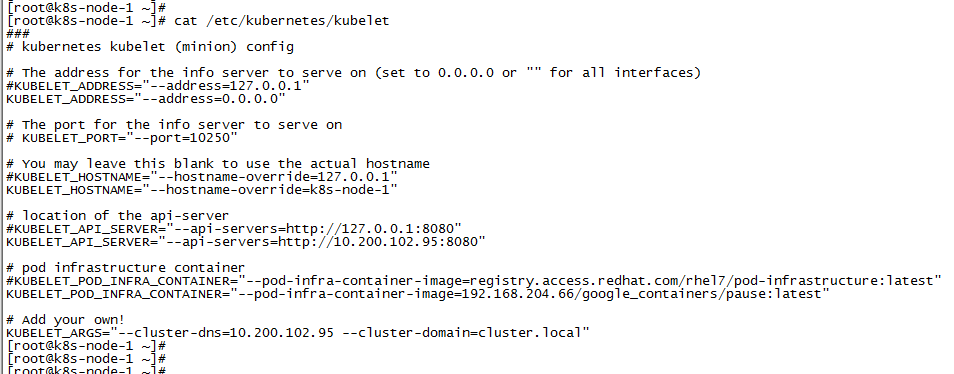 [root@k8s-node-1 ~]#
[root@k8s-node-1 ~]# cat /etc/kubernetes/kubelet
###
# kubernetes kubelet (minion) config
# The address for the info server to serve on (set to 0.0.0.0 or "" for all interfaces)
#KUBELET_ADDRESS="--address=127.0.0.1"
KUBELET_ADDRESS="--address=0.0.0.0"
# The port for the info server to serve on
# KUBELET_PORT="--port=10250"
# You may leave this blank to use the actual hostname
#KUBELET_HOSTNAME="--hostname-override=127.0.0.1"
KUBELET_HOSTNAME="--hostname-override=k8s-node-1"
# location of the api-server
#KUBELET_API_SERVER="--api-servers=http://127.0.0.1:8080"
KUBELET_API_SERVER="--api-servers=http://10.200.102.95:8080"
# pod infrastructure container
#KUBELET_POD_INFRA_CONTAINER="--pod-infra-container-image=registry.access.redhat.com/rhel7/pod-infrastructure:latest"
KUBELET_POD_INFRA_CONTAINER="--pod-infra-container-image=192.168.204.66/google_containers/pause:latest"
# Add your own!
KUBELET_ARGS="--cluster-dns=10.200.102.95 --cluster-domain=cluster.local"
[root@k8s-node-1 ~]#
[root@k8s-node-1 ~]#
[root@k8s-node-1 ~]#